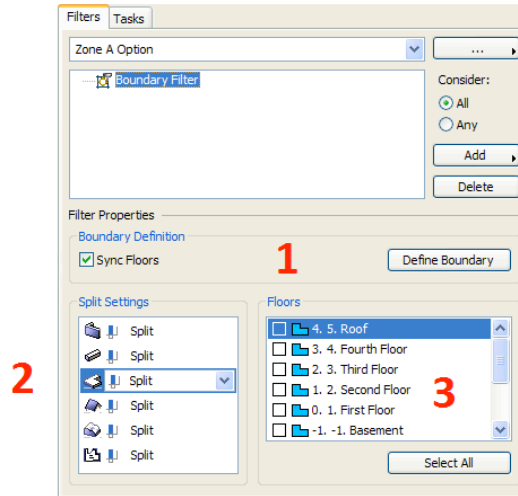 Filters Tasks
Zone A Option ...
Boundary Filter
Consider:
All
Any
Add
Delete
Filter Properties
Boundary Definition
Sync Floors
1
Define Boundary
Split Settings
Split
Split
Split
Split
Split
Split
2
Floors
4. 5. Roof
3. 4. Fourth Floor
2. 3. Third Floor
1. 2. Second Floor
0. 1. First Floor
-1. -1. Basement
3
Select All